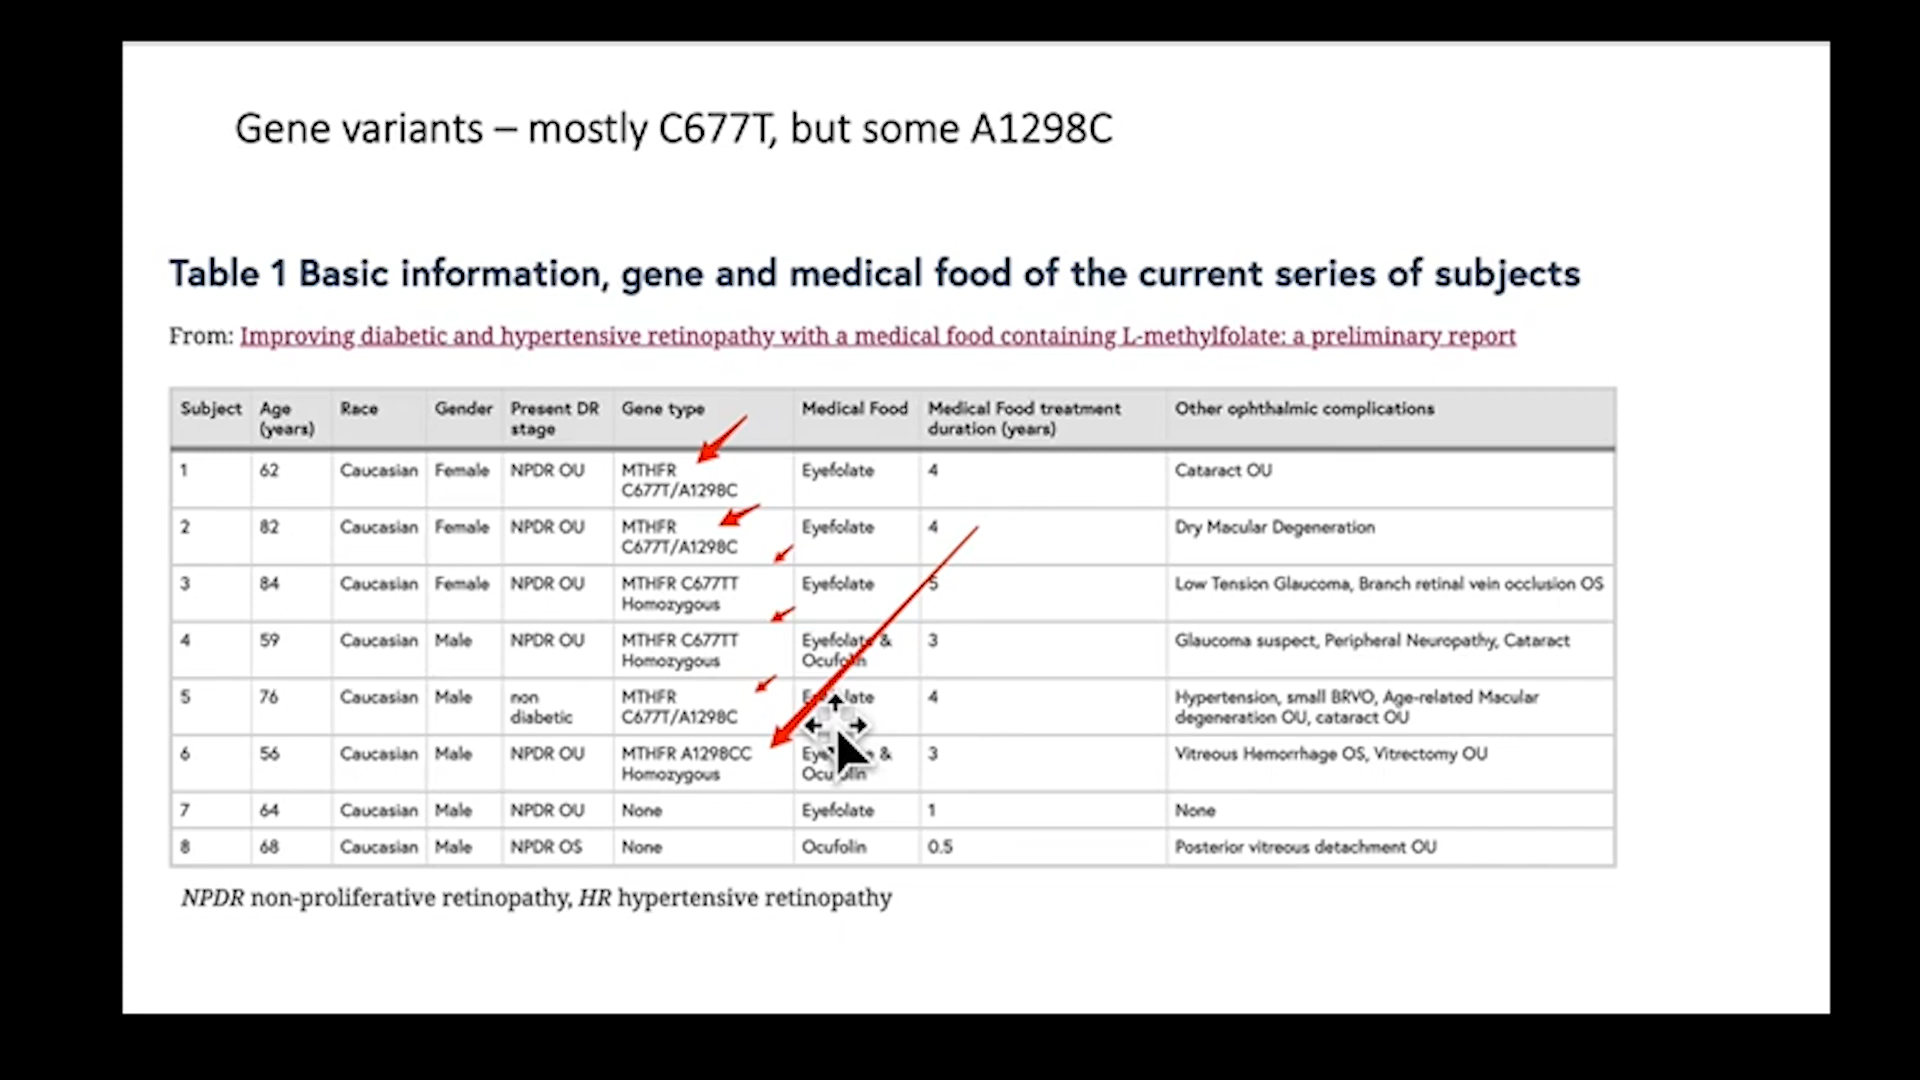 Gene variants – mostly C677T, but some A1298C
Table 1 Basic information, gene and medical food of the current series of subjects
From: Improving diabetic and hypertensive retinopathy with a medical food containing L-methylfolate: a preliminary report
Subject Age (years) Race Gender Present DR stage Gene type Medical Food Medical Food treatment duration (years) Other ophthalmic complications
1 62 Caucasian Female NPDR OU MTHFR C677T/A1298C Eyefolate 4 Cataract OU
2 82 Caucasian Female NPDR OU MTHFR C677T/A1298C Eyefolate 4 Dry Macular Degeneration
3 84 Caucasian Female NPDR OU MTHFR C677TT Homozygous Eyefolate 5 Low Tension Glaucoma, Branch retinal vein occlusion OS
4 59 Caucasian Male NPDR OU MTHFR C677TT Homozygous Eyefolate & Ocufolin 3 Glaucoma suspect, Peripheral Neuropathy, Cataract
5 76 Caucasian Male non diabetic MTHFR C677T/A1298C 4 Hypertension, small BRVO, Age-related Macular degeneration OU, cataract OU
6 56 Caucasian Male NPDR OU MTHFR A1298CC Homozygous & 3 Vitreous Hemorrhage OS, Vitrectomy OU
7 64 Caucasian Male NPDR OU None Eyefolate 1 None
8 68 Caucasian Male NPDR OS None Ocufolin 0.5 Posterior vitreous detachment OU
NPDR non-proliferative retinopathy, HR hypertensive retinopathy